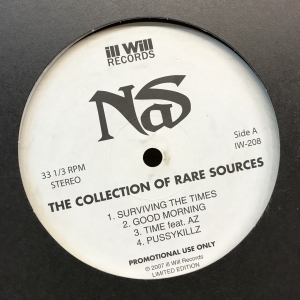 ill Will
RECORDS
NaS
33 1/3 RPM
STEREO
Side A
IW-208
THE COLLECTION OF RARE SOURCES
1. SURVIVING THE TIMES
2. GOOD MORNING
3. TIME feat. AZ
4. PUSSYKILLZ
PROMOTIONAL USE ONLY
© 2007 ill Will Records
LIMITED EDITION